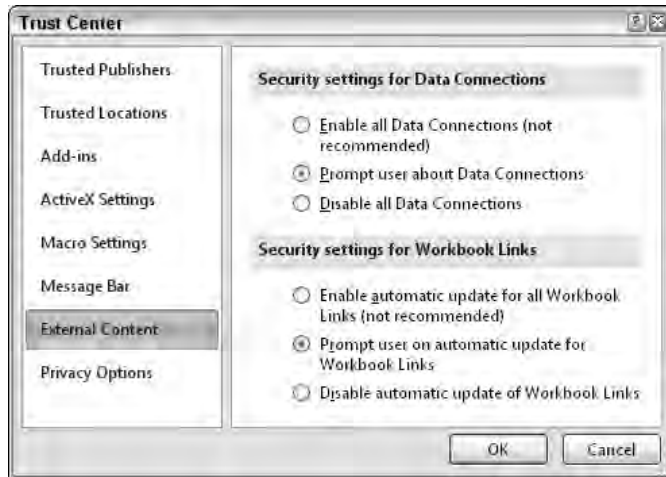 Trust Center
Trusted Publishers
Trusted Locations
Add-ins
ActiveX Settings
Macro Settings
Message Bar
External Content
Privacy Options
Security settings for Data Connections
Enable all Data Connections (not
recommended)
Prompt user about Data Connections
Disable all Data Connections
Security settings for Workbook Links
Enable automatic update for all Workbook
Links (not recommended)
Prompt user on automatic update for
Workbook Links
Disable automatic update of Workbook Links
OK
Cancel